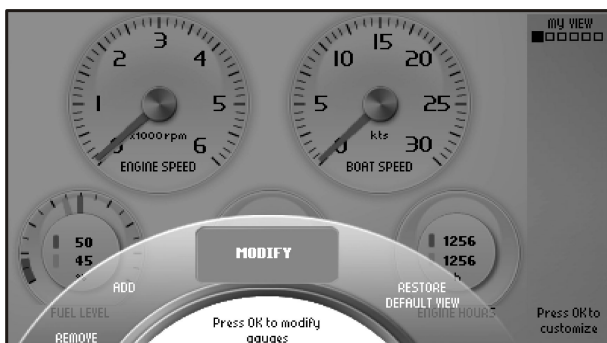 MY VIEW
3
2
4
1
5
0
6
x1000rpm
ENGINE SPEED
15
10
20
5
25
0
30
kts
BOAT SPEED
50
45
FUEL LEVEL
1256
1256
h
ENGINE HOURS
MODIFY
ADD
RESTORE
DEFAULT VIEW
REMOVE
Press OK to modify
gauges
Press OK to
customize